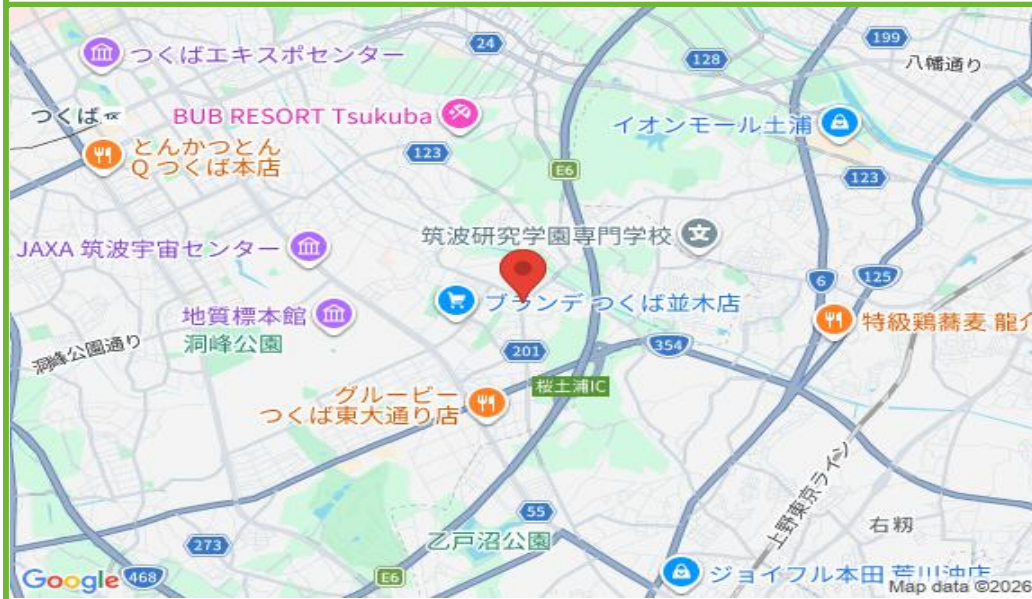 つくばエキスポセンター
24
199
128
八幡通り
つくば
BUB RESORT Tsukuba
イオンモール土浦
とんかつとん
Q つくば本店
123
E6
123
筑波研究学園専門学校
JAXA 筑波宇宙センター
6
125
地質標本館
ブランデ つくば並木店
特級鶏蕎麦 龍介
洞峰公園
洞峰公園通り
201
354
桜土浦IC
グルービー
つくば東大通り店
上野東京ライン
55
乙戸沼公園
右籾
273
Google
468
E6
ジョイフル本田 荒川沖店
Map data ©2026